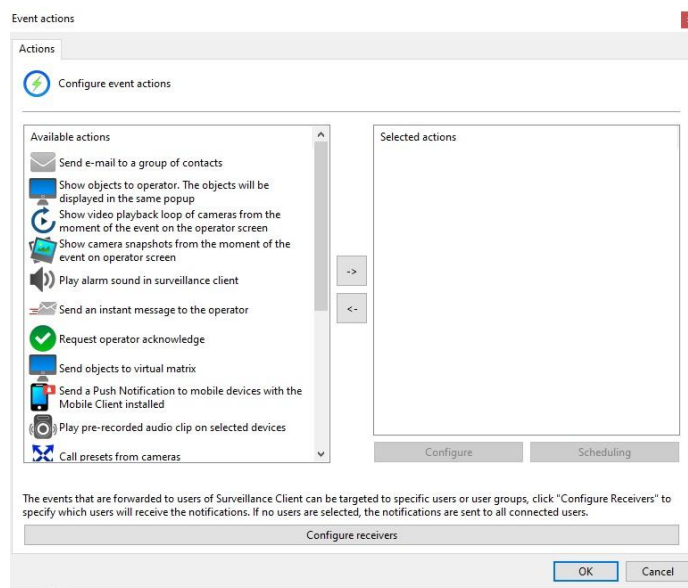 Event actions
Actions
Configure event actions
Available actions
Send e-mail to a group of contacts
Show objects to operator. The objects will be
displayed in the same popup
Show video playback loop of cameras from the
moment of the event on the operator screen
Show camera snapshots from the moment of the
event on operator screen
Play alarm sound in surveillance client
Send an instant message to the operator
Request operator acknowledge
Send objects to virtual matrix
Send a Push Notification to mobile devices with the
Mobile Client installed
Play pre-recorded audio clip on selected devices
Call presets from cameras
->
<-
Selected actions
Configure
Scheduling
The events that are forwarded to users of Surveillance Client can be targeted to specific users or user groups, click "Configure Receivers" to
specify which users will receive the notifications. If no users are selected, the notifications are sent to all connected users.
Configure receivers
OK
Cancel